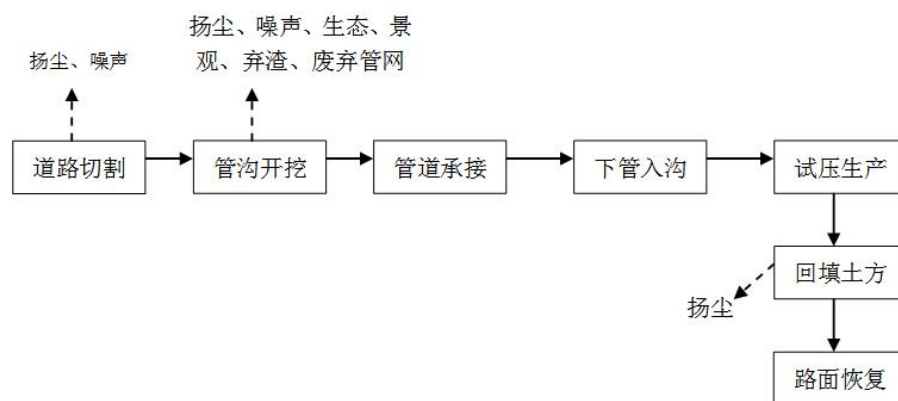 扬尘、噪声
扬尘、噪声、生态、景
观、弃渣、废弃管网
道路切割
管沟开挖
管道承接
下管入沟
试压生产
回填土方
扬尘
路面恢复